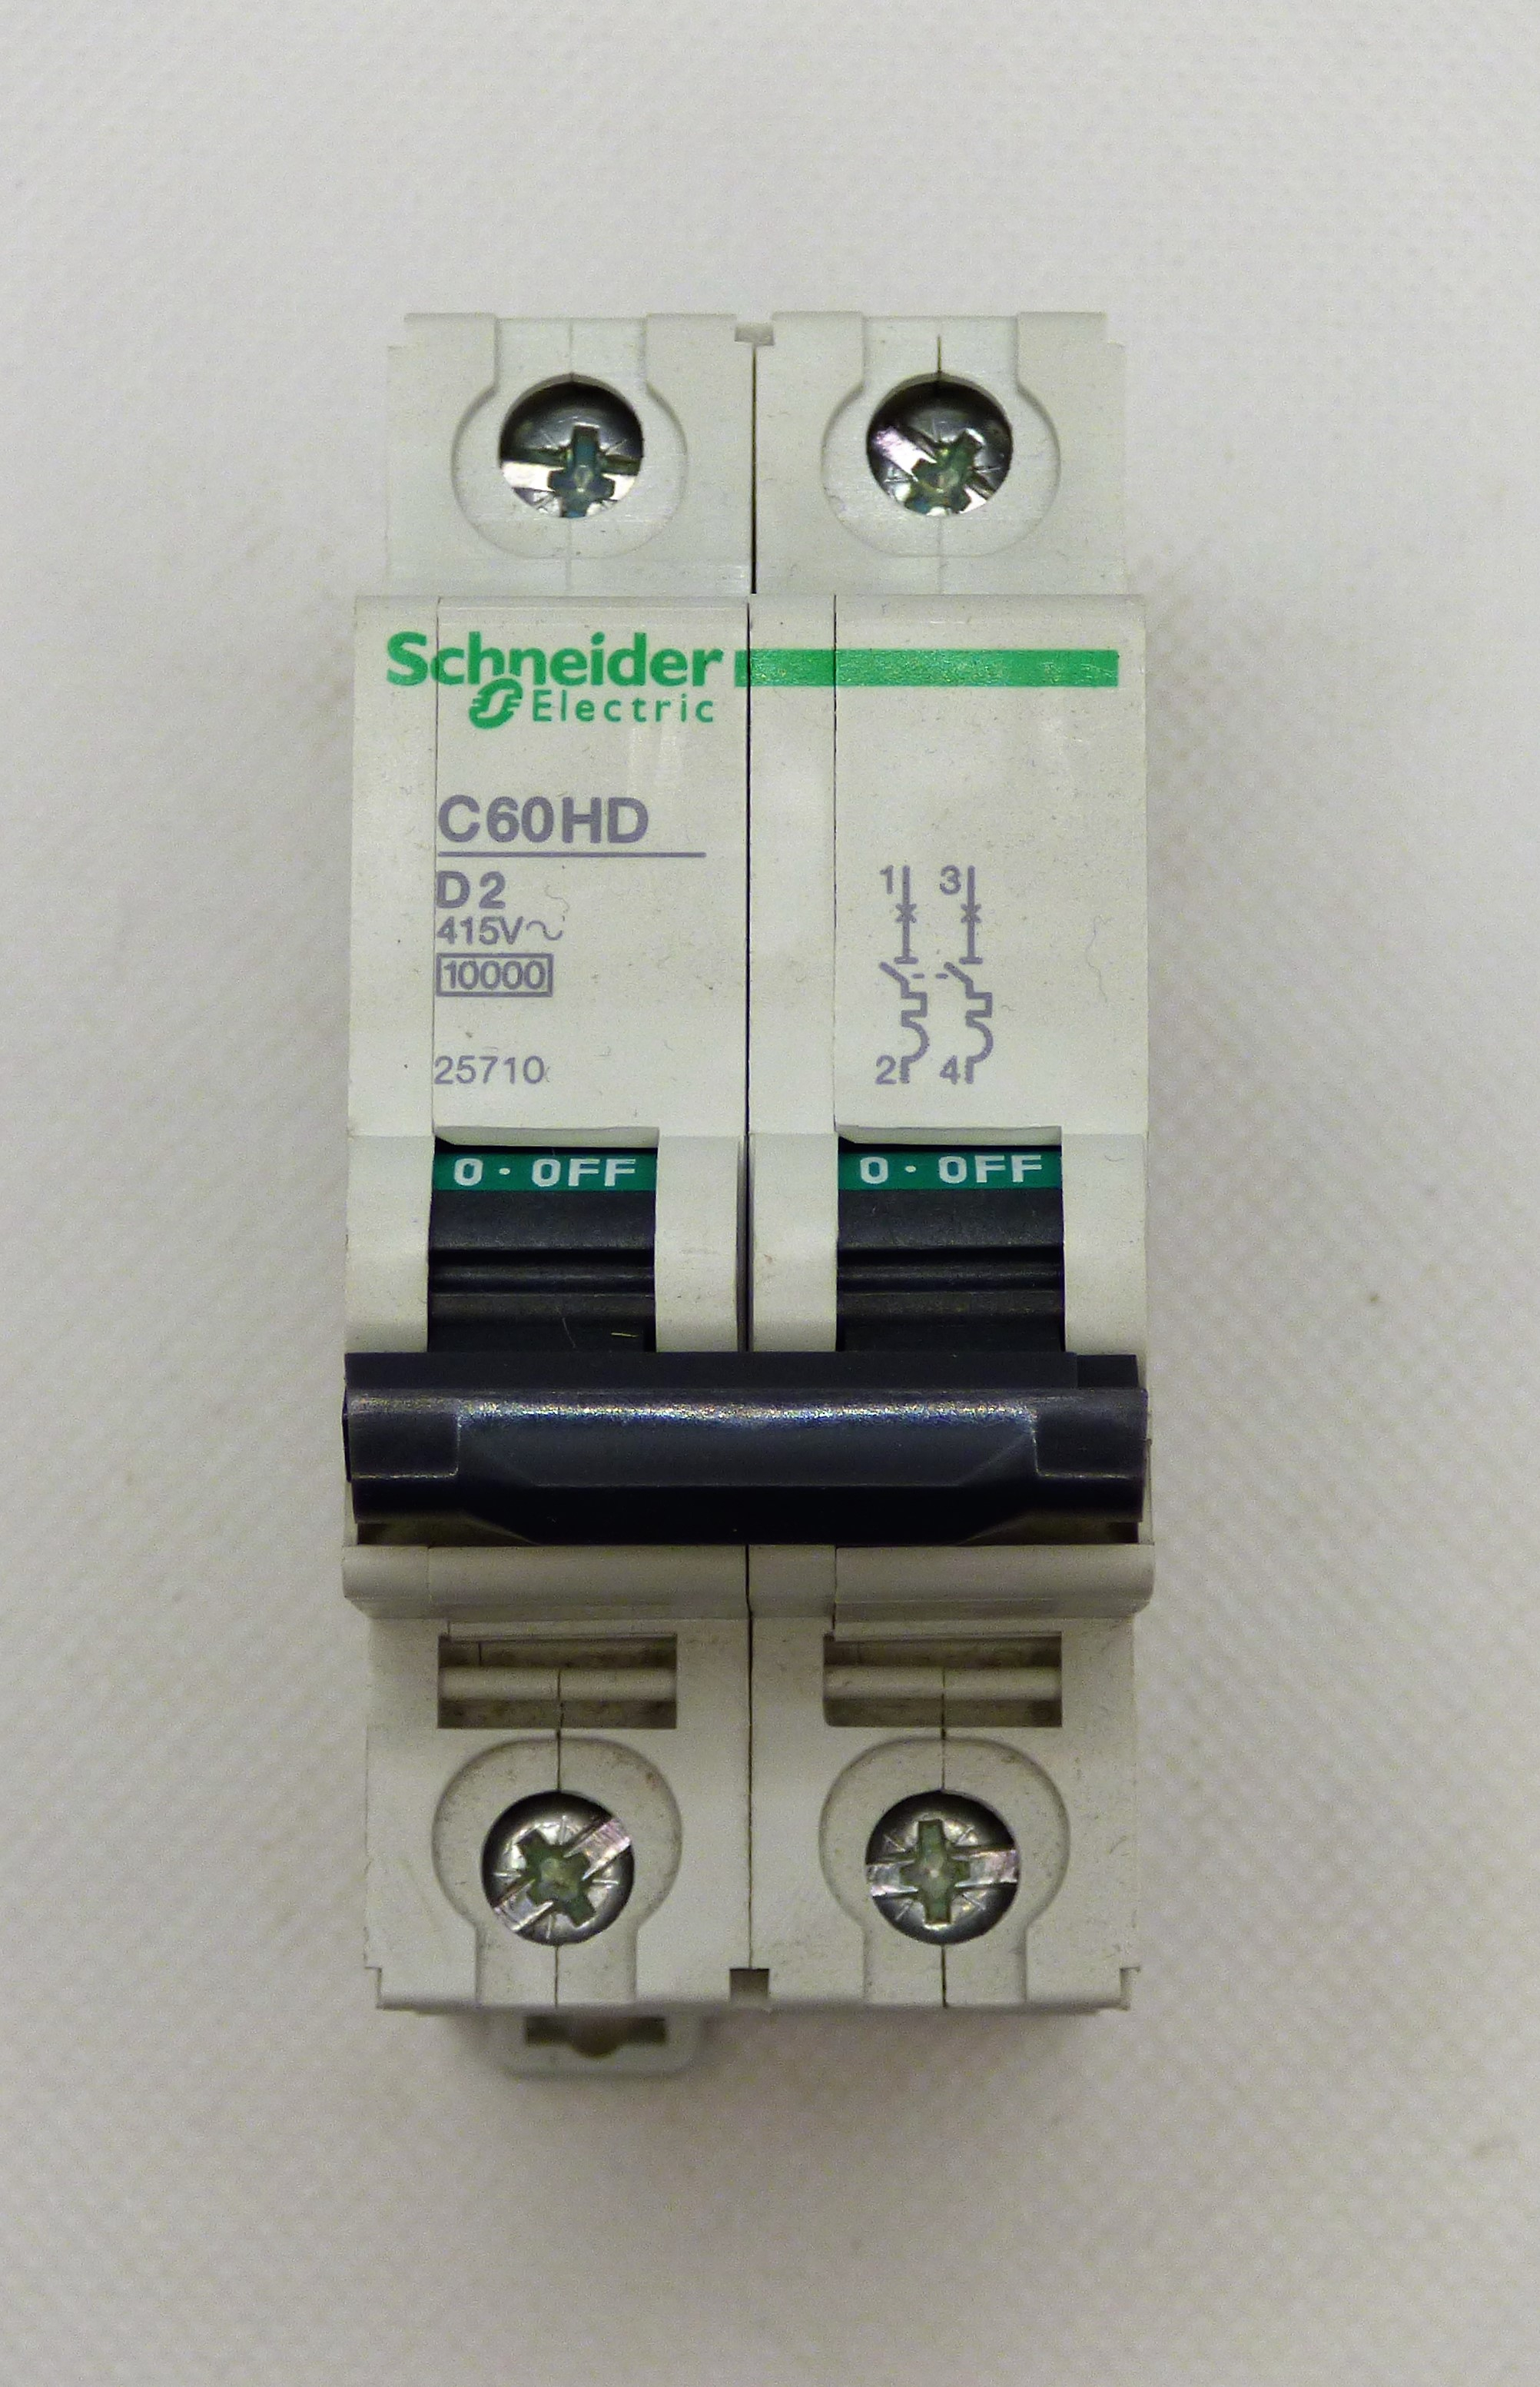 Schneider
Electric
C60HD
D2
415V~
10000
25710
1 3
2 4
0 · OFF 0 · OFF